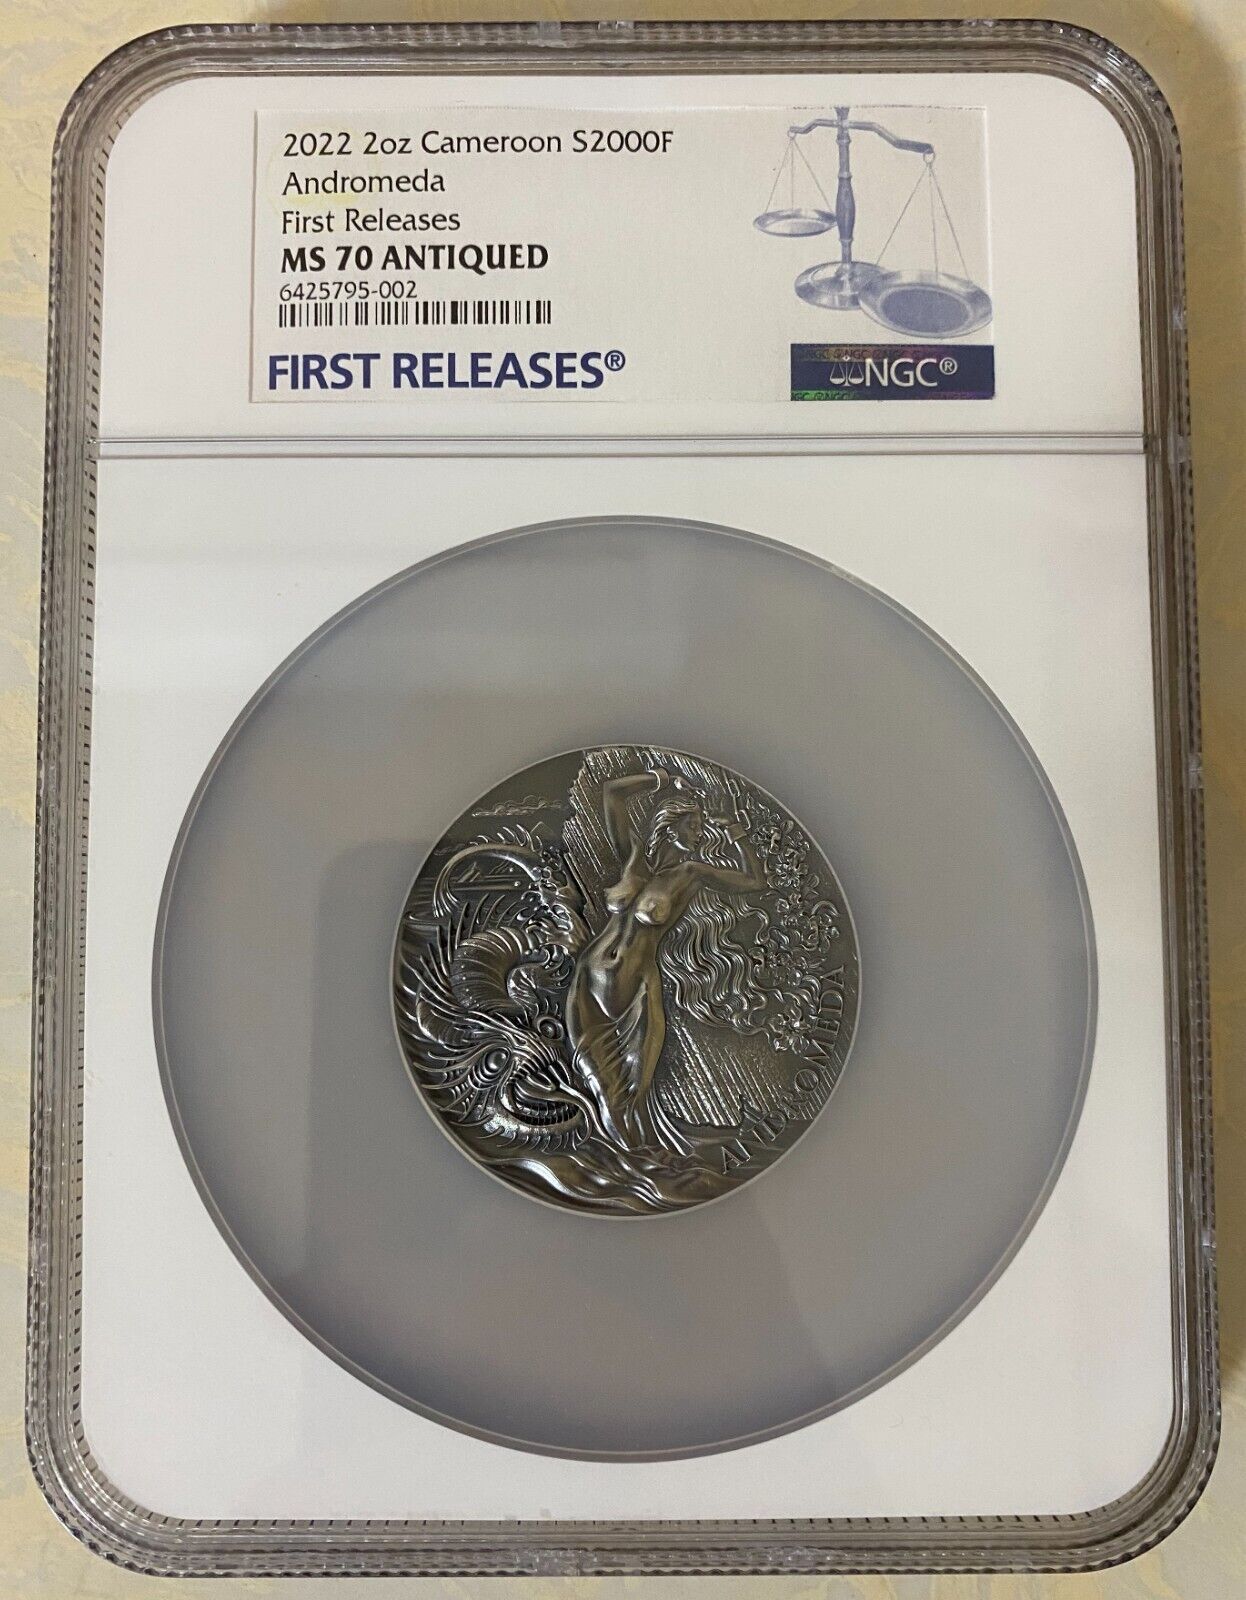 2022 2oz Cameroon S2000F
Andromeda
First Releases
MS 70 ANTIQUED
6425795-002
FIRST RELEASES®
NGC®
ANDROMEDA